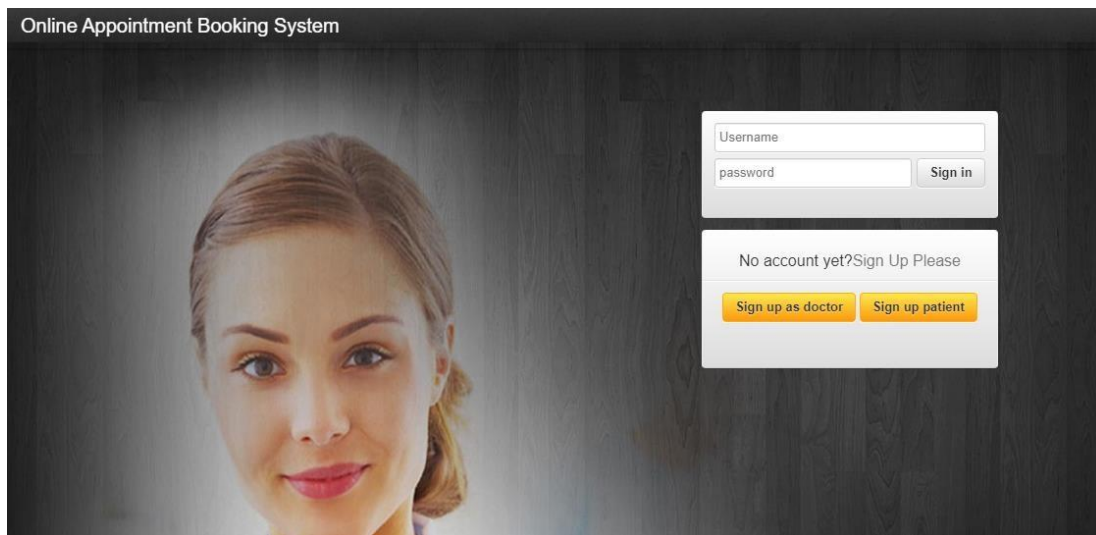 Online Appointment Booking System
Username
password
Sign in
No account yet?Sign Up Please
Sign up as doctor
Sign up patient